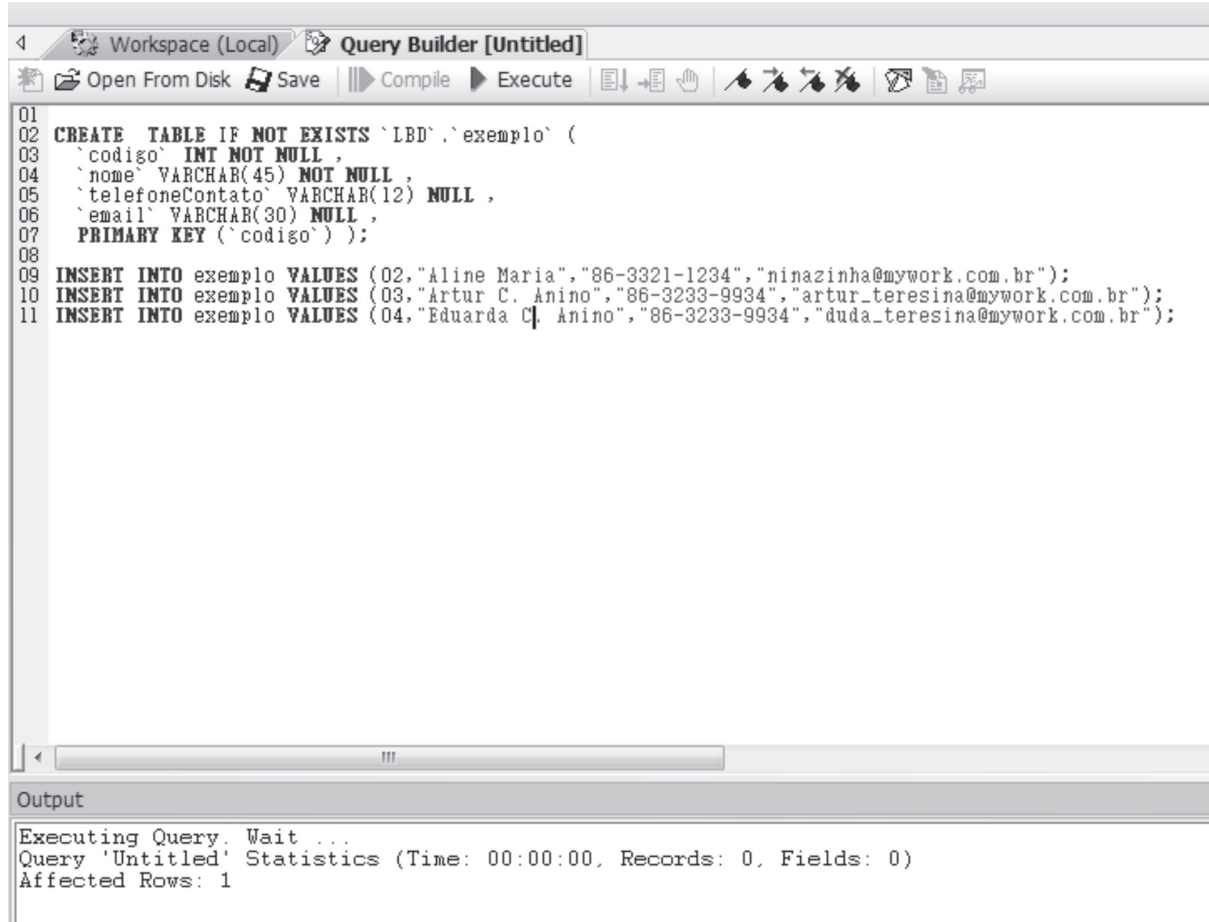 Workspace (Local) Query Builder [Untitled]
Open From Disk Save Compile Execute
01
02 CREATE  TABLE IF NOT EXISTS `LBD`.`exemplo` (
03   `codigo` INT NOT NULL ,
04   `nome` VARCHAR(45) NOT NULL ,
05   `telefoneContato` VARCHAR(12) NULL ,
06   `email` VARCHAR(30) NULL ,
07   PRIMARY KEY (`codigo`) );
08
09 INSERT INTO exemplo VALUES (02,"Aline Maria","86-3321-1234","ninazinha@mywork.com.br");
10 INSERT INTO exemplo VALUES (03,"Artur C. Anino","86-3233-9934","artur_teresina@mywork.com.br");
11 INSERT INTO exemplo VALUES (04,"Eduarda C. Anino","86-3233-9934","duda_teresina@mywork.com.br");
Output
Executing Query. Wait ...
Query 'Untitled' Statistics (Time: 00:00:00, Records: 0, Fields: 0)
Affected Rows: 1